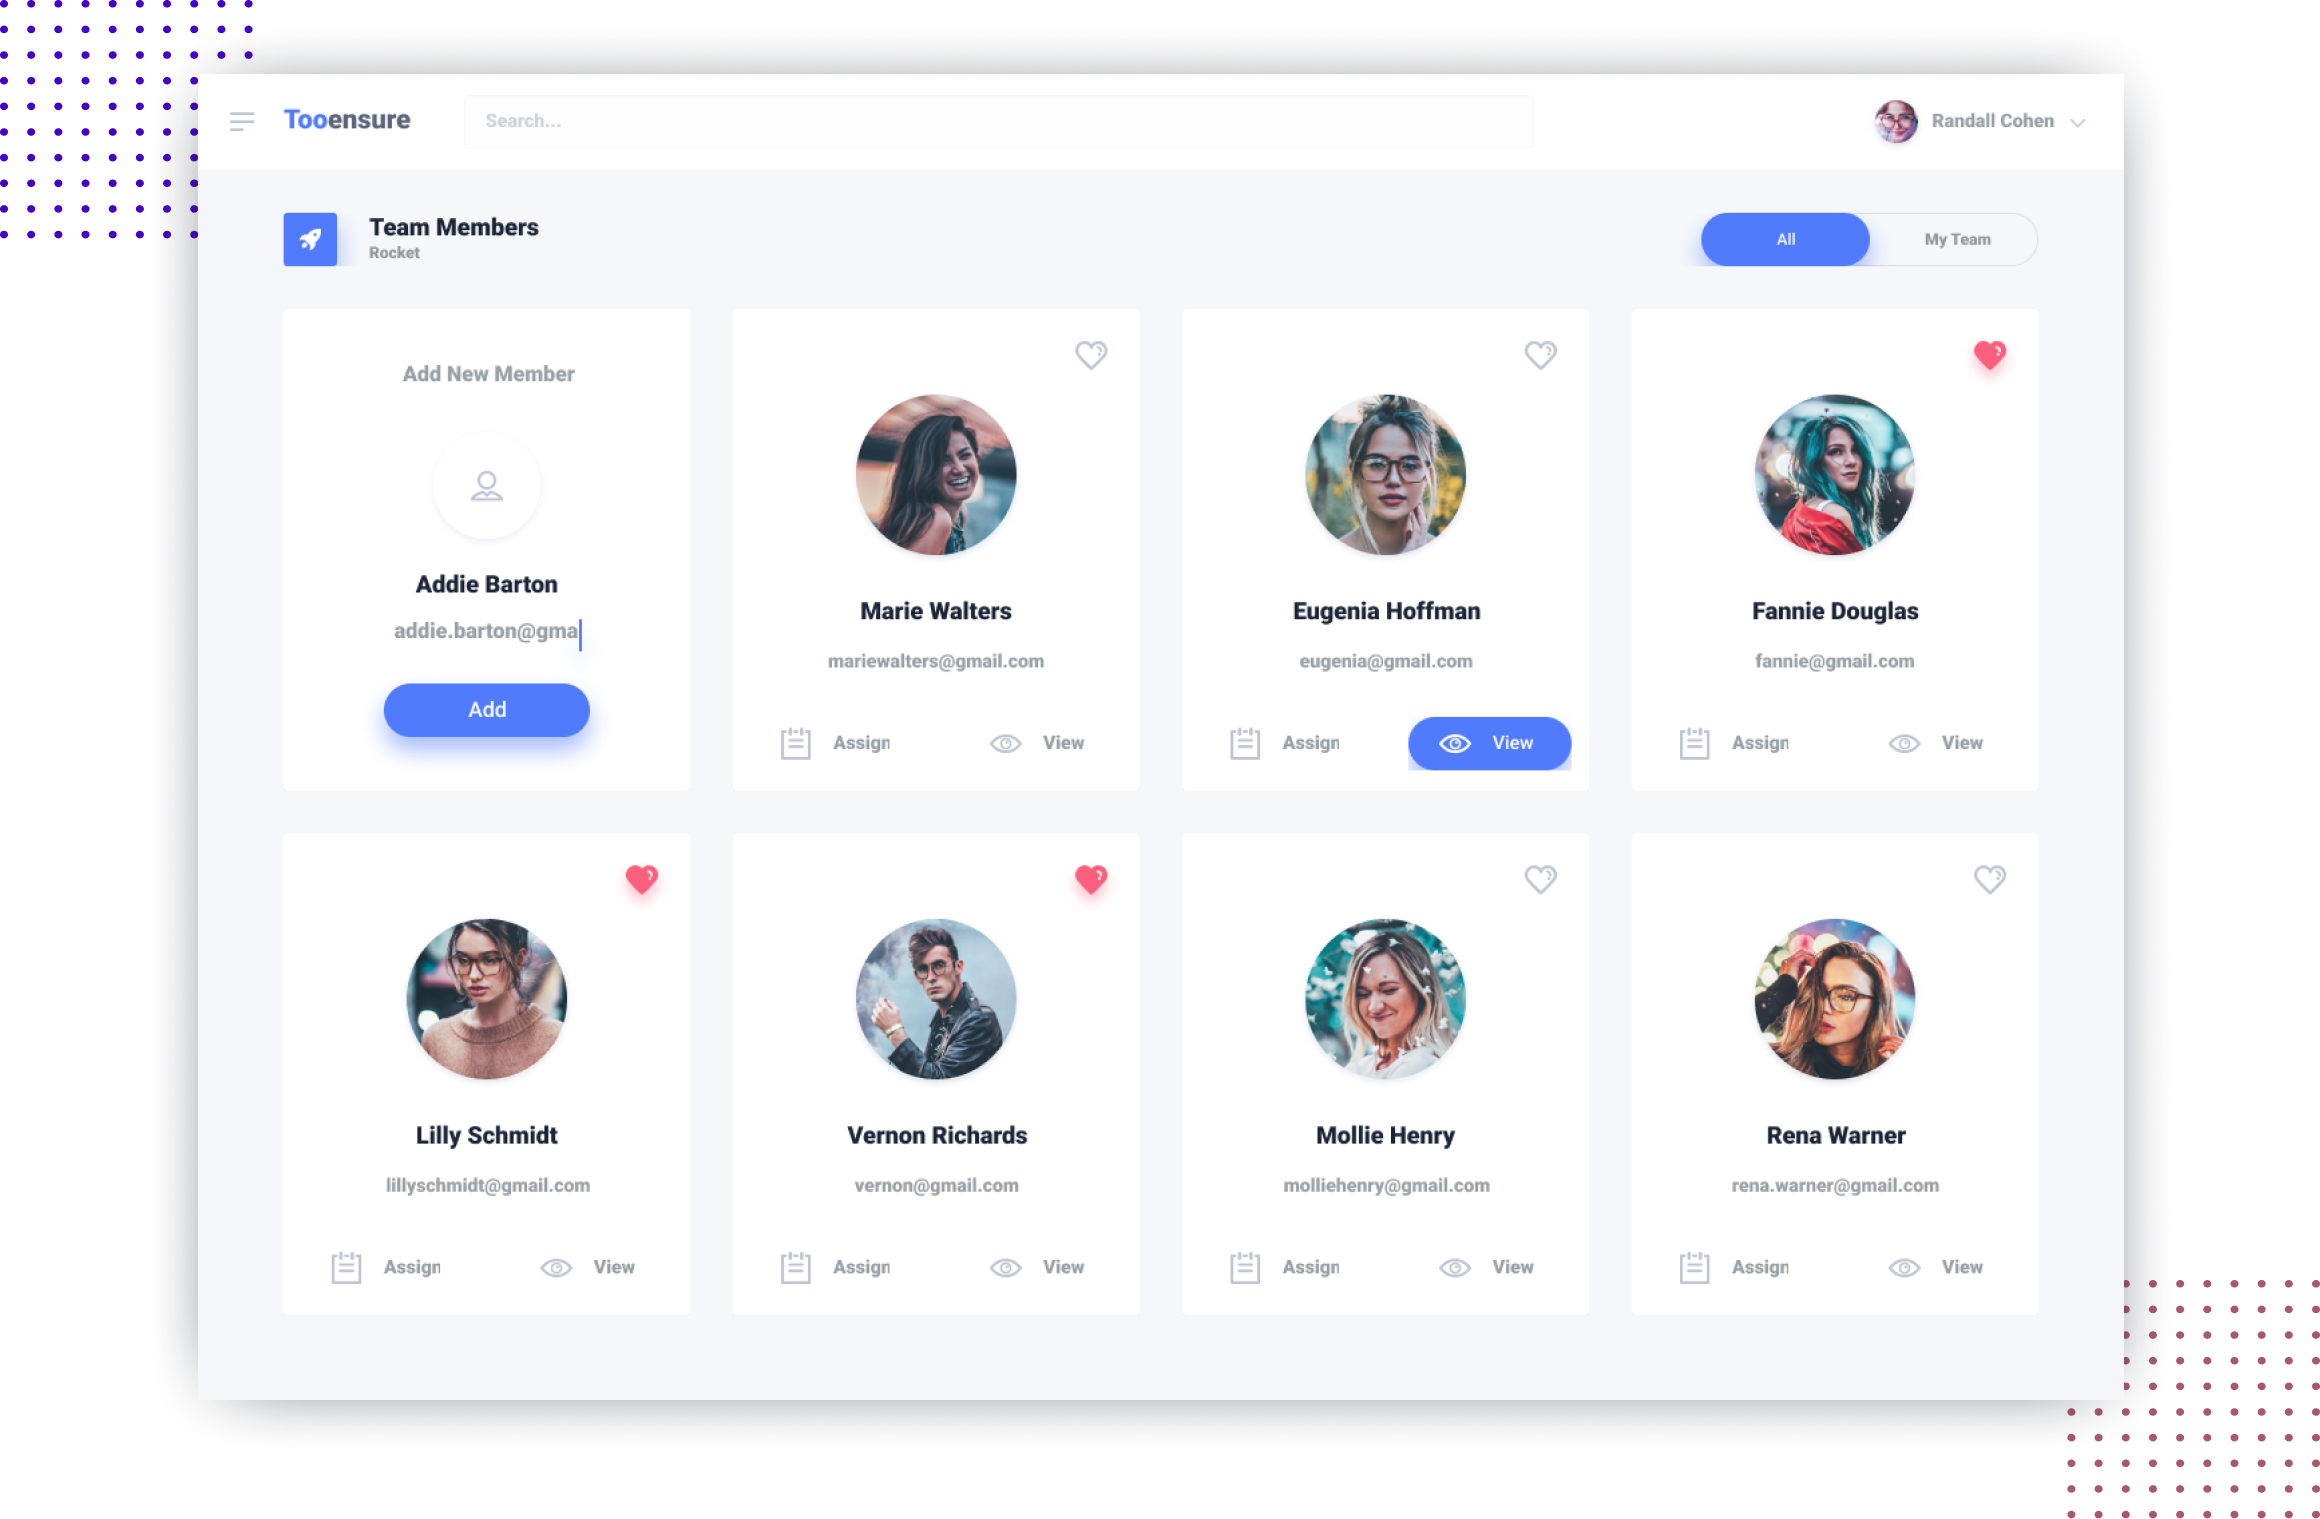 Tooensure
Search...
Randall Cohen
Team Members
Rocket
All
My Team
Add New Member
Addie Barton
addie.barton@gma
Add
Marie Walters
mariewalters@gmail.com
Assign
View
Eugenia Hoffman
eugenia@gmail.com
Assign
View
Fannie Douglas
fannie@gmail.com
Assign
View
Lilly Schmidt
lillyschmidt@gmail.com
Assign
View
Vernon Richards
vernon@gmail.com
Assign
View
Mollie Henry
molliehenry@gmail.com
Assign
View
Rena Warner
rena.warner@gmail.com
Assign
View